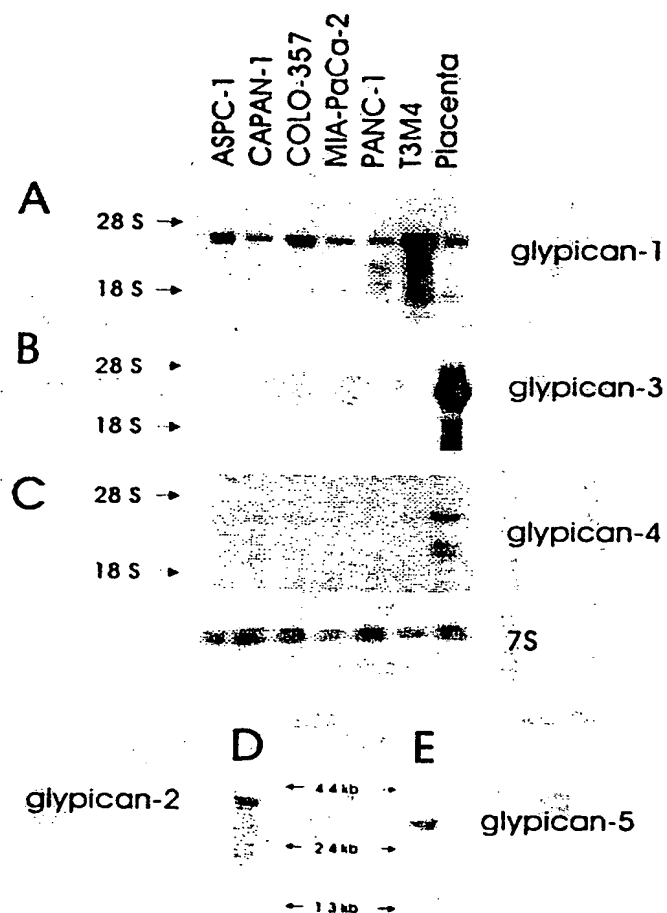 ASPC-1 CAPAN-1 COLO-357 MIA-PaCa-2 PANC-1 T3M4 Placenta
A
28 S →
glypican-1
18 S →
B
28 S →
glypican-3
18 S →
C
28 S →
glypican-4
18 S →
7S
D E
← 4.4 kb →
glypican-2
glypican-5
← 2.4 kb →
← 1.3 kb →